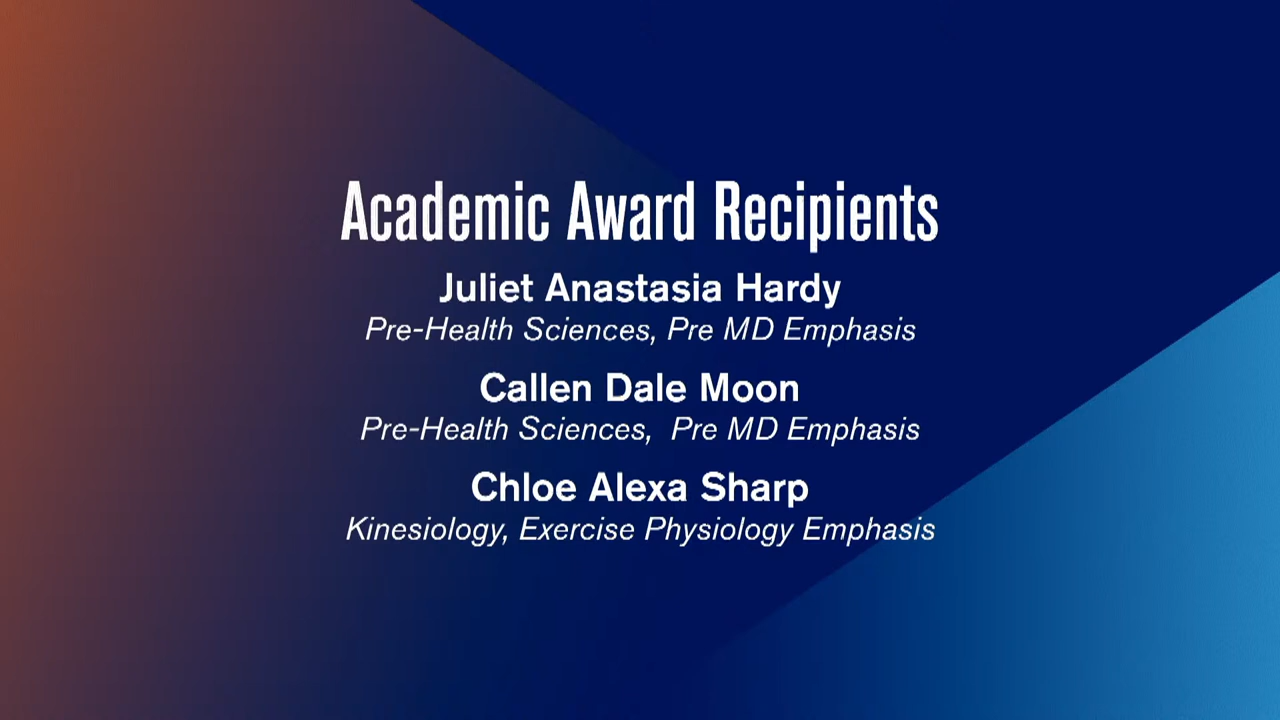 Academic Award Recipients
Juliet Anastasia Hardy
Pre-Health Sciences, Pre MD Emphasis
Callen Dale Moon
Pre-Health Sciences,  Pre MD Emphasis
Chloe Alexa Sharp
Kinesiology, Exercise Physiology Emphasis